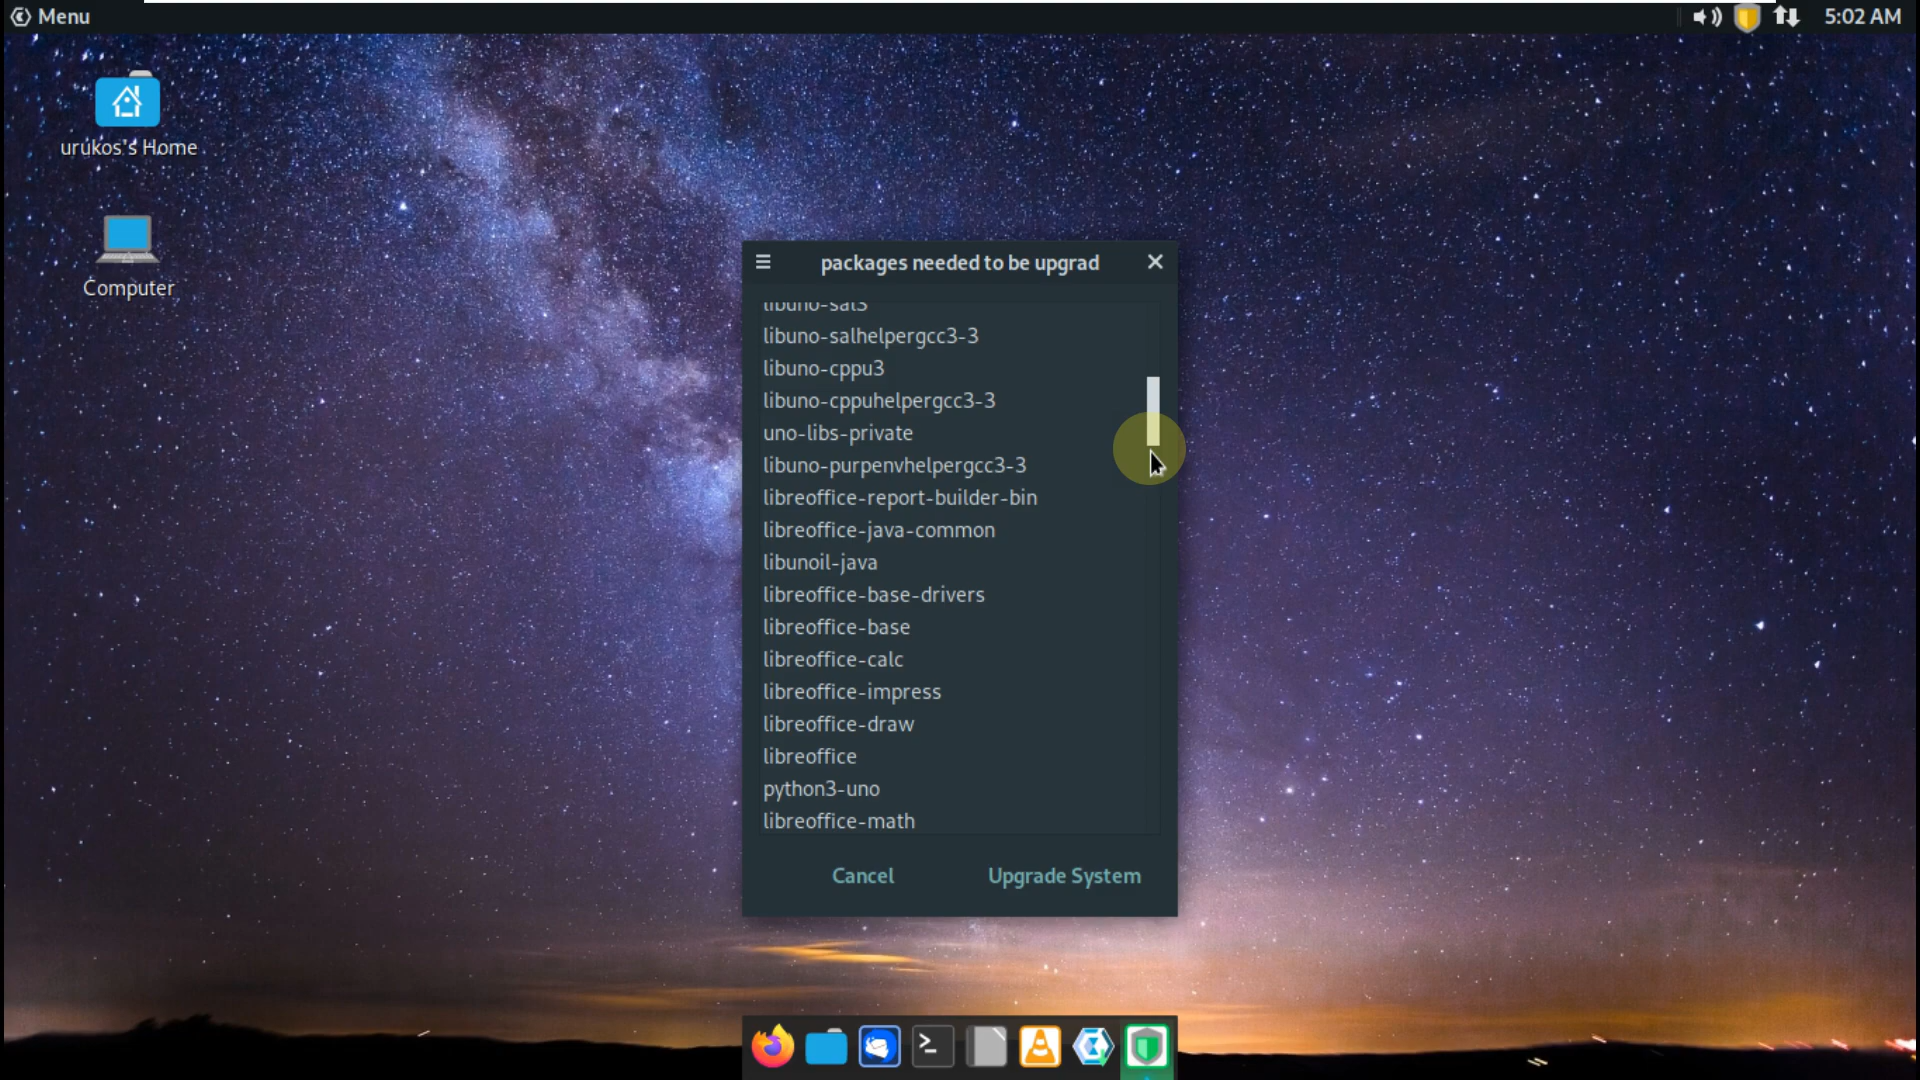 Menu
5:02 AM
urukos's Home
Computer
packages needed to be upgrad
libuno-sal3
libuno-salhelpergcc3-3
libuno-cppu3
libuno-cppuhelpergcc3-3
uno-libs-private
libuno-purpenvhelpergcc3-3
libreoffice-report-builder-bin
libreoffice-java-common
libunoil-java
libreoffice-base-drivers
libreoffice-base
libreoffice-calc
libreoffice-impress
libreoffice-draw
libreoffice
python3-uno
libreoffice-math
Cancel
Upgrade System